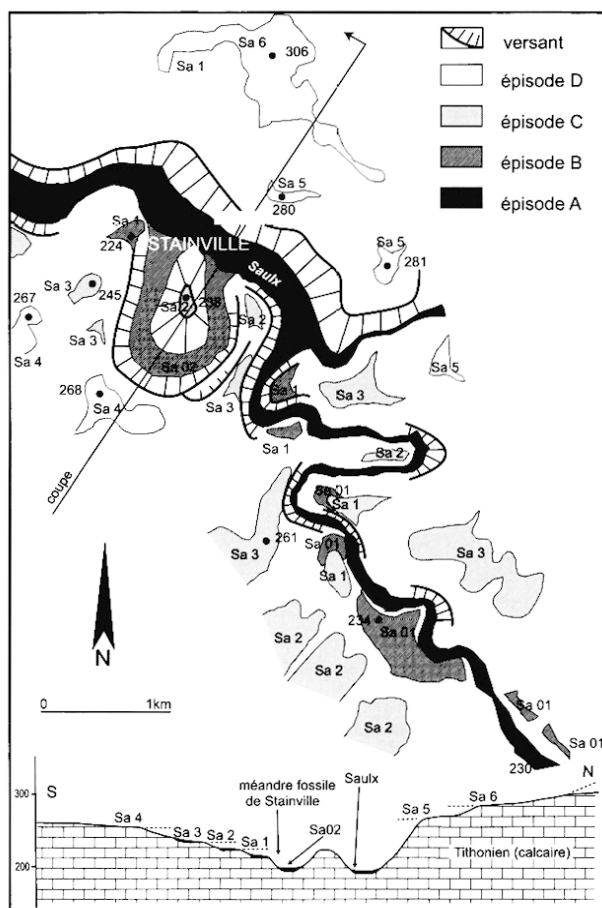 versant
épisode D
épisode C
épisode B
épisode A
Sa 6
306
Sa 1
Sa 5
280
Sa 1
224
STAINVILLE
Saulx
Sa 5
281
Sa 3
267
245
238
Sa 2
Sa 2
Sa 3
Sa 4
Sa 02
Sa 5
268
Sa 4
Sa 3
Sa 1
Sa 3
Sa 1
Sa 2
coupe
Sa 01
Sa 1
261
Sa 3
Sa 01
Sa 3
Sa 1
234
Sa 01
Sa 2
Sa 2
Sa 2
N
0 1km
Sa 01
Sa 01
230
300
S
méandre fossile
de Stainville
Saulx
N
Sa 4
Sa 3
Sa 2
Sa 1
Sa02
Sa 5
Sa 6
200
Tithonien (calcaire)